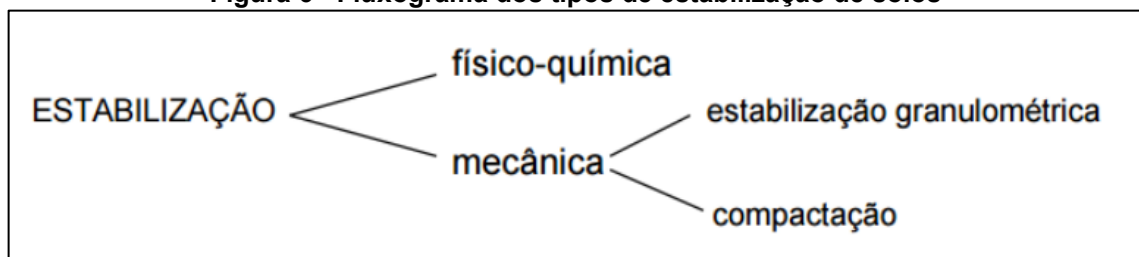 físico-química
ESTABILIZAÇÃO
estabilização granulométrica
mecânica
compactação